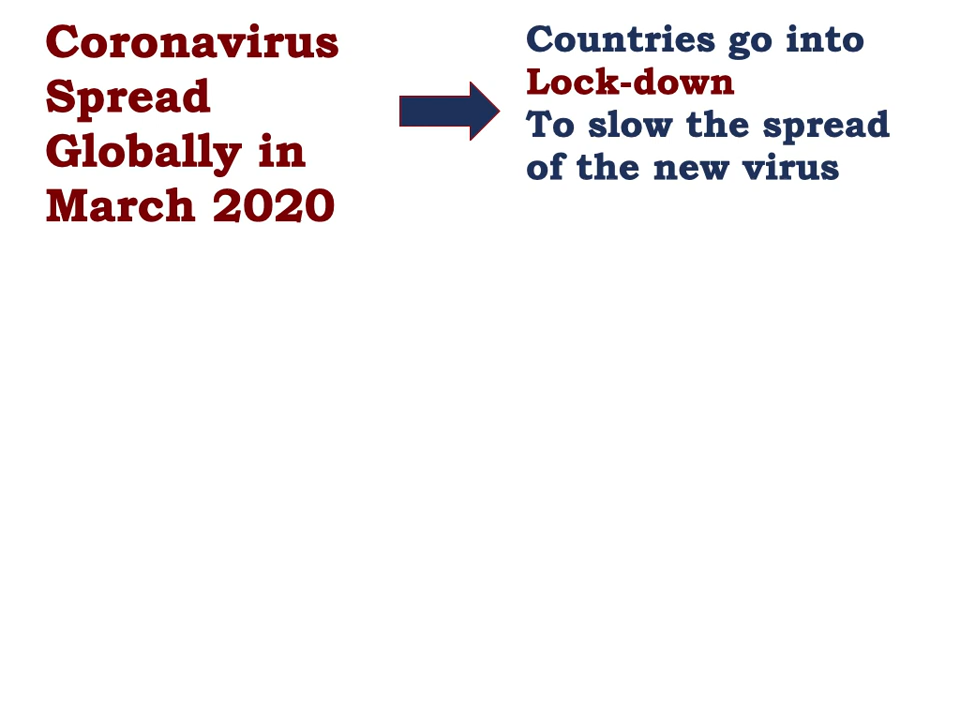 Coronavirus
Spread
Globally in
March 2020
Countries go into
Lock-down
To slow the spread
of the new virus